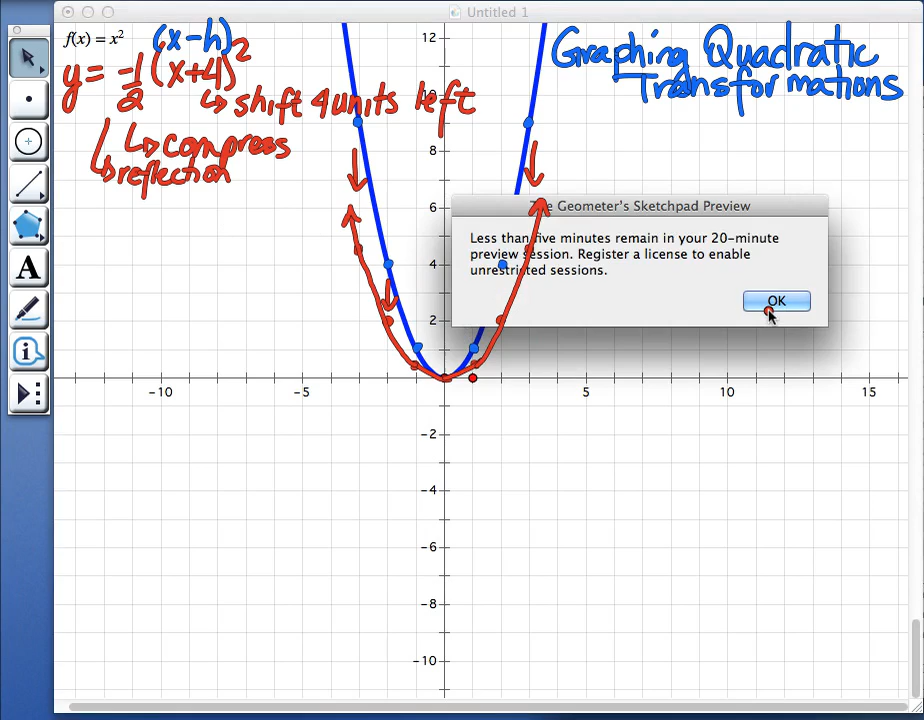 Untitled 1
f(x) = x²
(x-h)
y = -1/2 (x+4)²
↳ shift 4 units left
↳ compress
↳ reflection
Graphing Quadratic
Transformations
The Geometer's Sketchpad Preview
Less than five minutes remain in your 20-minute
preview session. Register a license to enable
unrestricted sessions.
OK
12
10
8
6
4
2
-10 -5 5 10 15
-2
-4
-6
-8
-10
A
i